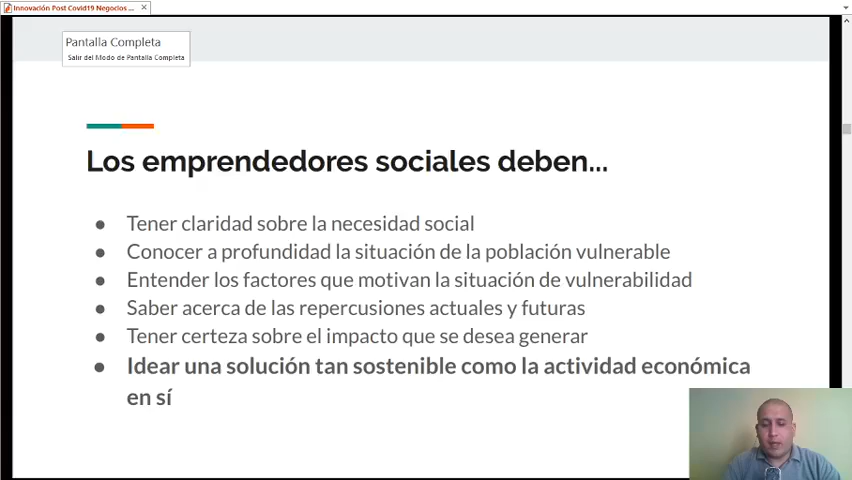 Innovación Post Covid19 Negocios ...
Pantalla Completa
Salir del Modo de Pantalla Completa
Los emprendedores sociales deben...
● Tener claridad sobre la necesidad social
● Conocer a profundidad la situación de la población vulnerable
● Entender los factores que motivan la situación de vulnerabilidad
● Saber acerca de las repercusiones actuales y futuras
● Tener certeza sobre el impacto que se desea generar
● Idear una solución tan sostenible como la actividad económica
en sí